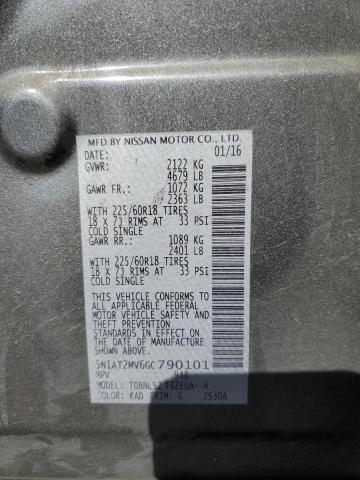 MFD BY NISSAN MOTOR CO., LTD.
DATE: 01/16
GVWR: 2122 KG
4679 LB
GAWR FR.: 1072 KG
2363 LB
WITH 225/60R18 TIRES
18 X 7J RIMS AT 33 PSI
COLD SINGLE
GAWR RR.: 1089 KG
2401 LB
WITH 225/60R18 TIRES
18 X 7J RIMS AT 33 PSI
COLD SINGLE
THIS VEHICLE CONFORMS TO
ALL APPLICABLE FEDERAL
MOTOR VEHICLE SAFETY,
BUMPER AND THEFT PREVENTION
STANDARDS IN EFFECT ON THE
DATE OF MANUFACTURE
SHOWN ABOVE.
5N1AT2MV6GC790101
MPV
MODEL:
COLOR: KAD TRIM: G